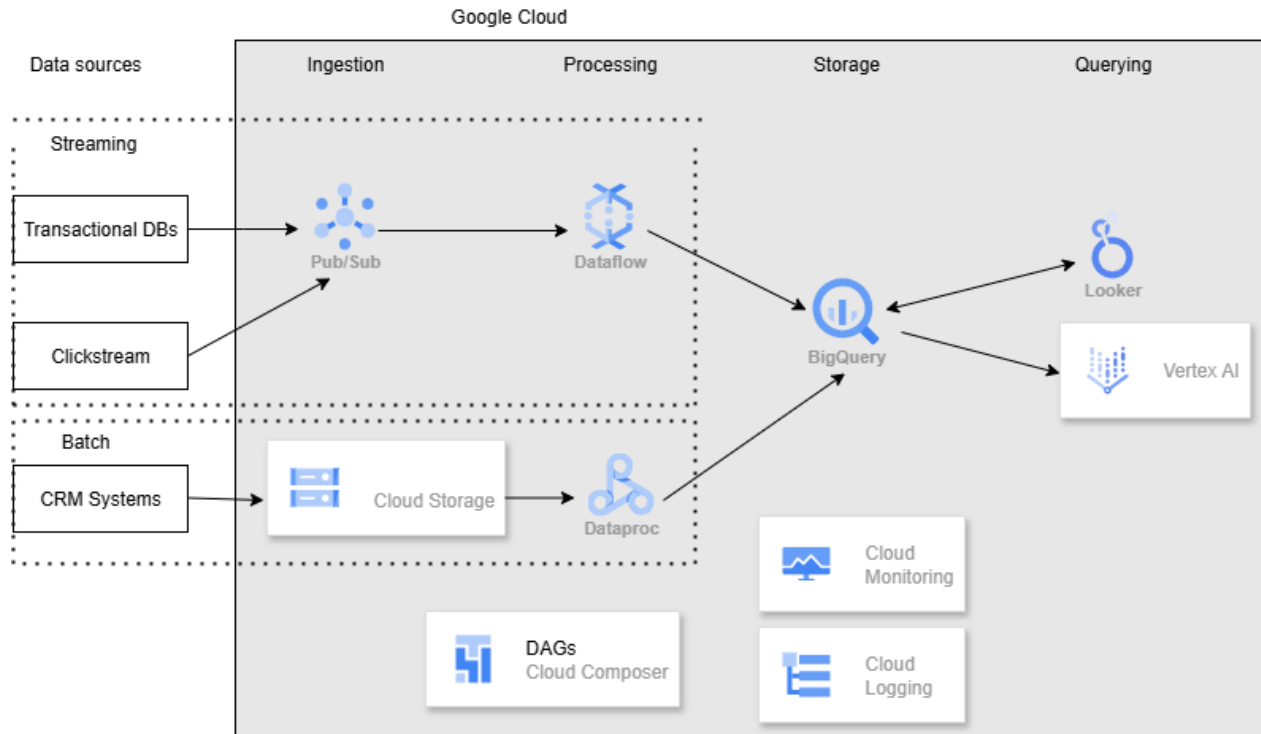 Google Cloud
Data sources
Ingestion
Processing
Storage
Querying
Streaming
Transactional DBs
Pub/Sub
Dataflow
Looker
Clickstream
BigQuery
Vertex AI
Batch
CRM Systems
Cloud Storage
Dataproc
Cloud
Monitoring
DAGs
Cloud Composer
Cloud
Logging